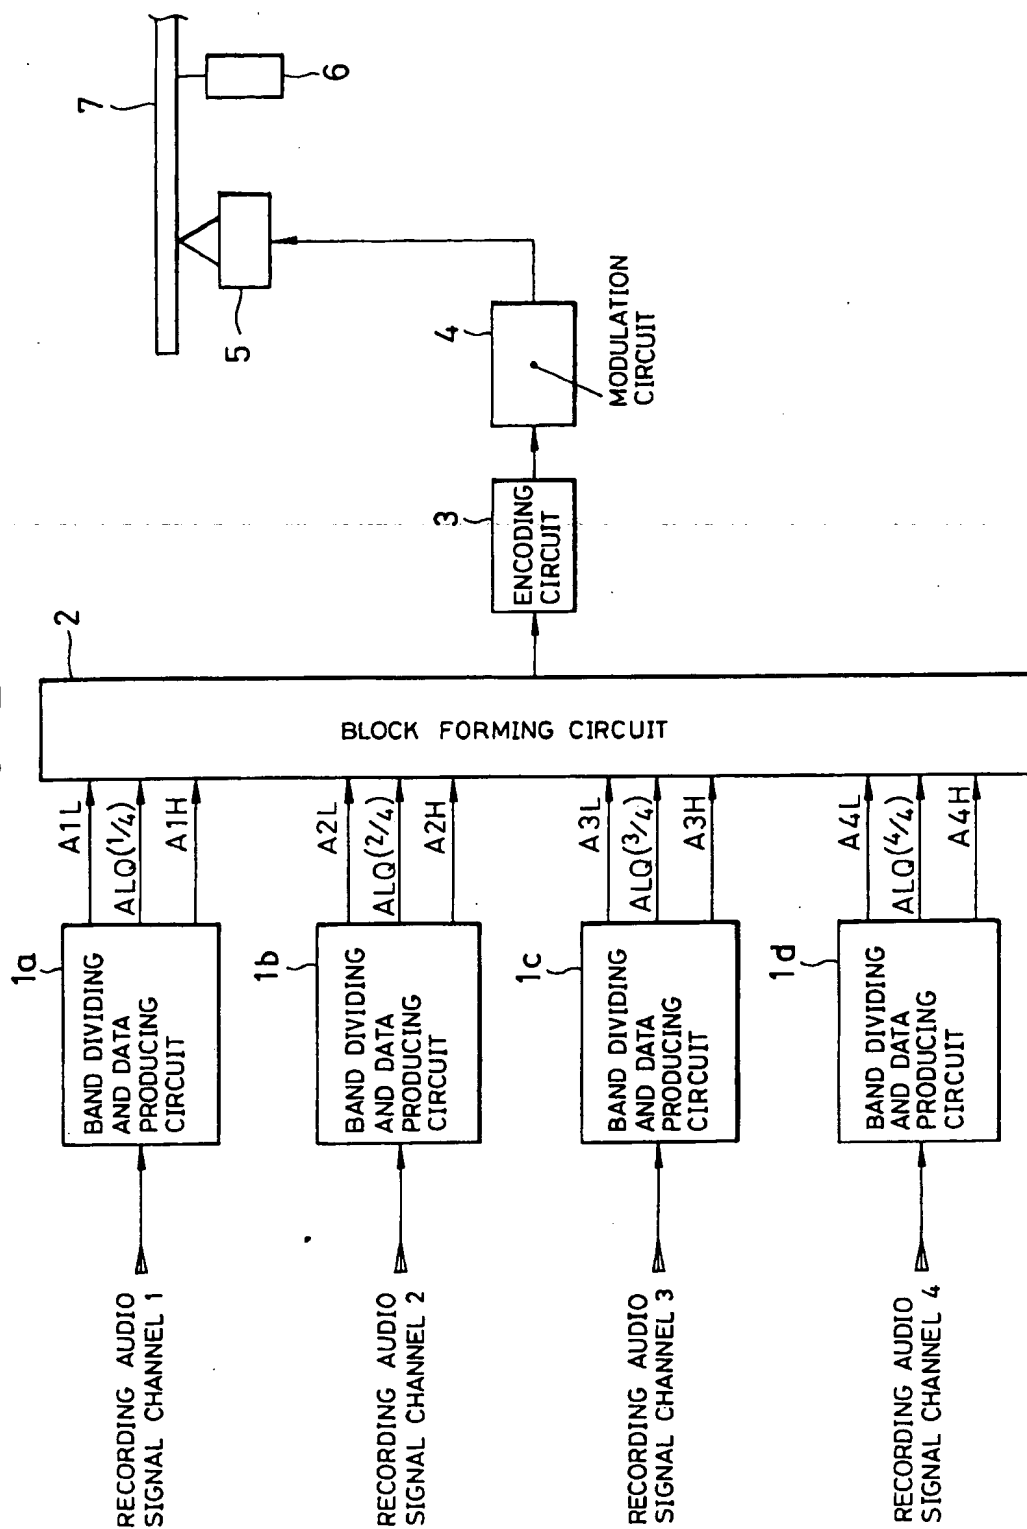 RECORDING AUDIO
SIGNAL CHANNEL 1
RECORDING AUDIO
SIGNAL CHANNEL 2
RECORDING AUDIO
SIGNAL CHANNEL 3
RECORDING AUDIO
SIGNAL CHANNEL 4
1a
BAND DIVIDING
AND DATA
PRODUCING
CIRCUIT
1b
BAND DIVIDING
AND DATA
PRODUCING
CIRCUIT
1c
BAND DIVIDING
AND DATA
PRODUCING
CIRCUIT
1d
BAND DIVIDING
AND DATA
PRODUCING
CIRCUIT
A1L
ALQ(1/4)
A1H
A2L
ALQ(2/4)
A2H
A3L
ALQ(3/4)
A3H
A4L
ALQ(4/4)
A4H
2
BLOCK FORMING CIRCUIT
3
ENCODING
CIRCUIT
4
MODULATION
CIRCUIT
5
6
7